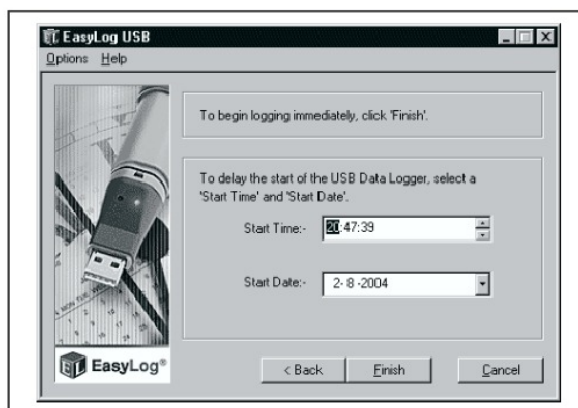 EasyLog USB
Options Help
To begin logging immediately, click 'Finish'.
To delay the start of the USB Data Logger, select a
'Start Time' and 'Start Date'.
Start Time:- 20:47:39
Start Date:- 2- 8 -2004
EL EasyLog®
< Back Finish Cancel